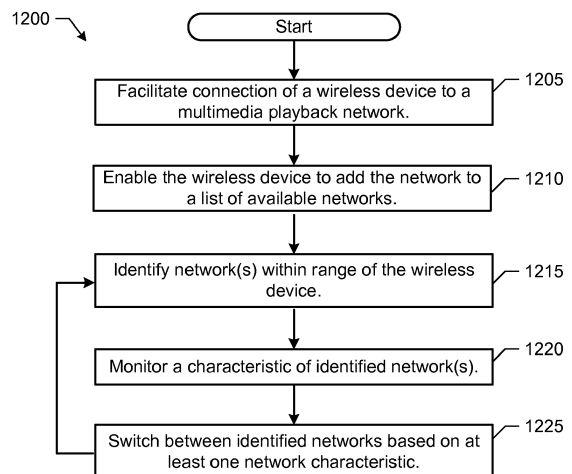 1200
Start
Facilitate connection of a wireless device to a
multimedia playback network.
1205
Enable the wireless device to add the network to
a list of available networks.
1210
Identify network(s) within range of the wireless
device.
1215
Monitor a characteristic of identified network(s).
1220
Switch between identified networks based on at
least one network characteristic.
1225